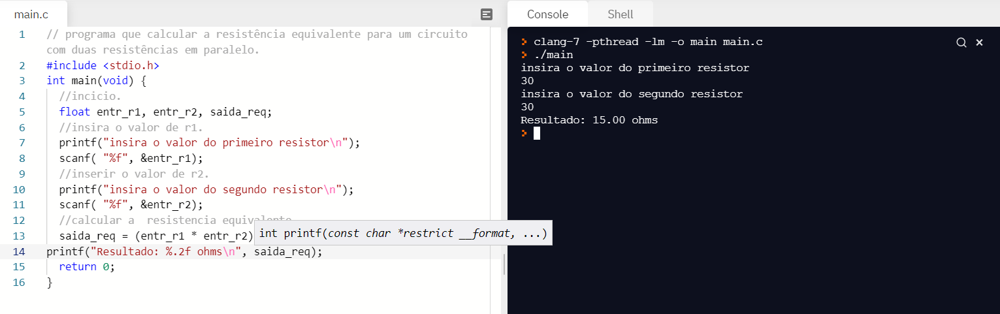 main.c
1 // programa que calcular a resistência equivalente para um circuito
com duas resistências em paralelo.
2 #include <stdio.h>
3 int main(void) {
4 //incicio.
5 float entr_r1, entr_r2, saida_req;
6 //insira o valor de r1.
7 printf("insira o valor do primeiro resistor\n");
8 scanf( "%f", &entr_r1);
9 //inserir o valor de r2.
10 printf("insira o valor do segundo resistor\n");
11 scanf( "%f", &entr_r2);
12 //calcular a  resistencia equivalente
13 saida_req = (entr_r1 * entr_r2)
int printf(const char *restrict __format, ...)
14 printf("Resultado: %.2f ohms\n", saida_req);
15 return 0;
16 }
Console Shell
> clang-7 -pthread -lm -o main main.c
> ./main
insira o valor do primeiro resistor
30
insira o valor do segundo resistor
30
Resultado: 15.00 ohms
>